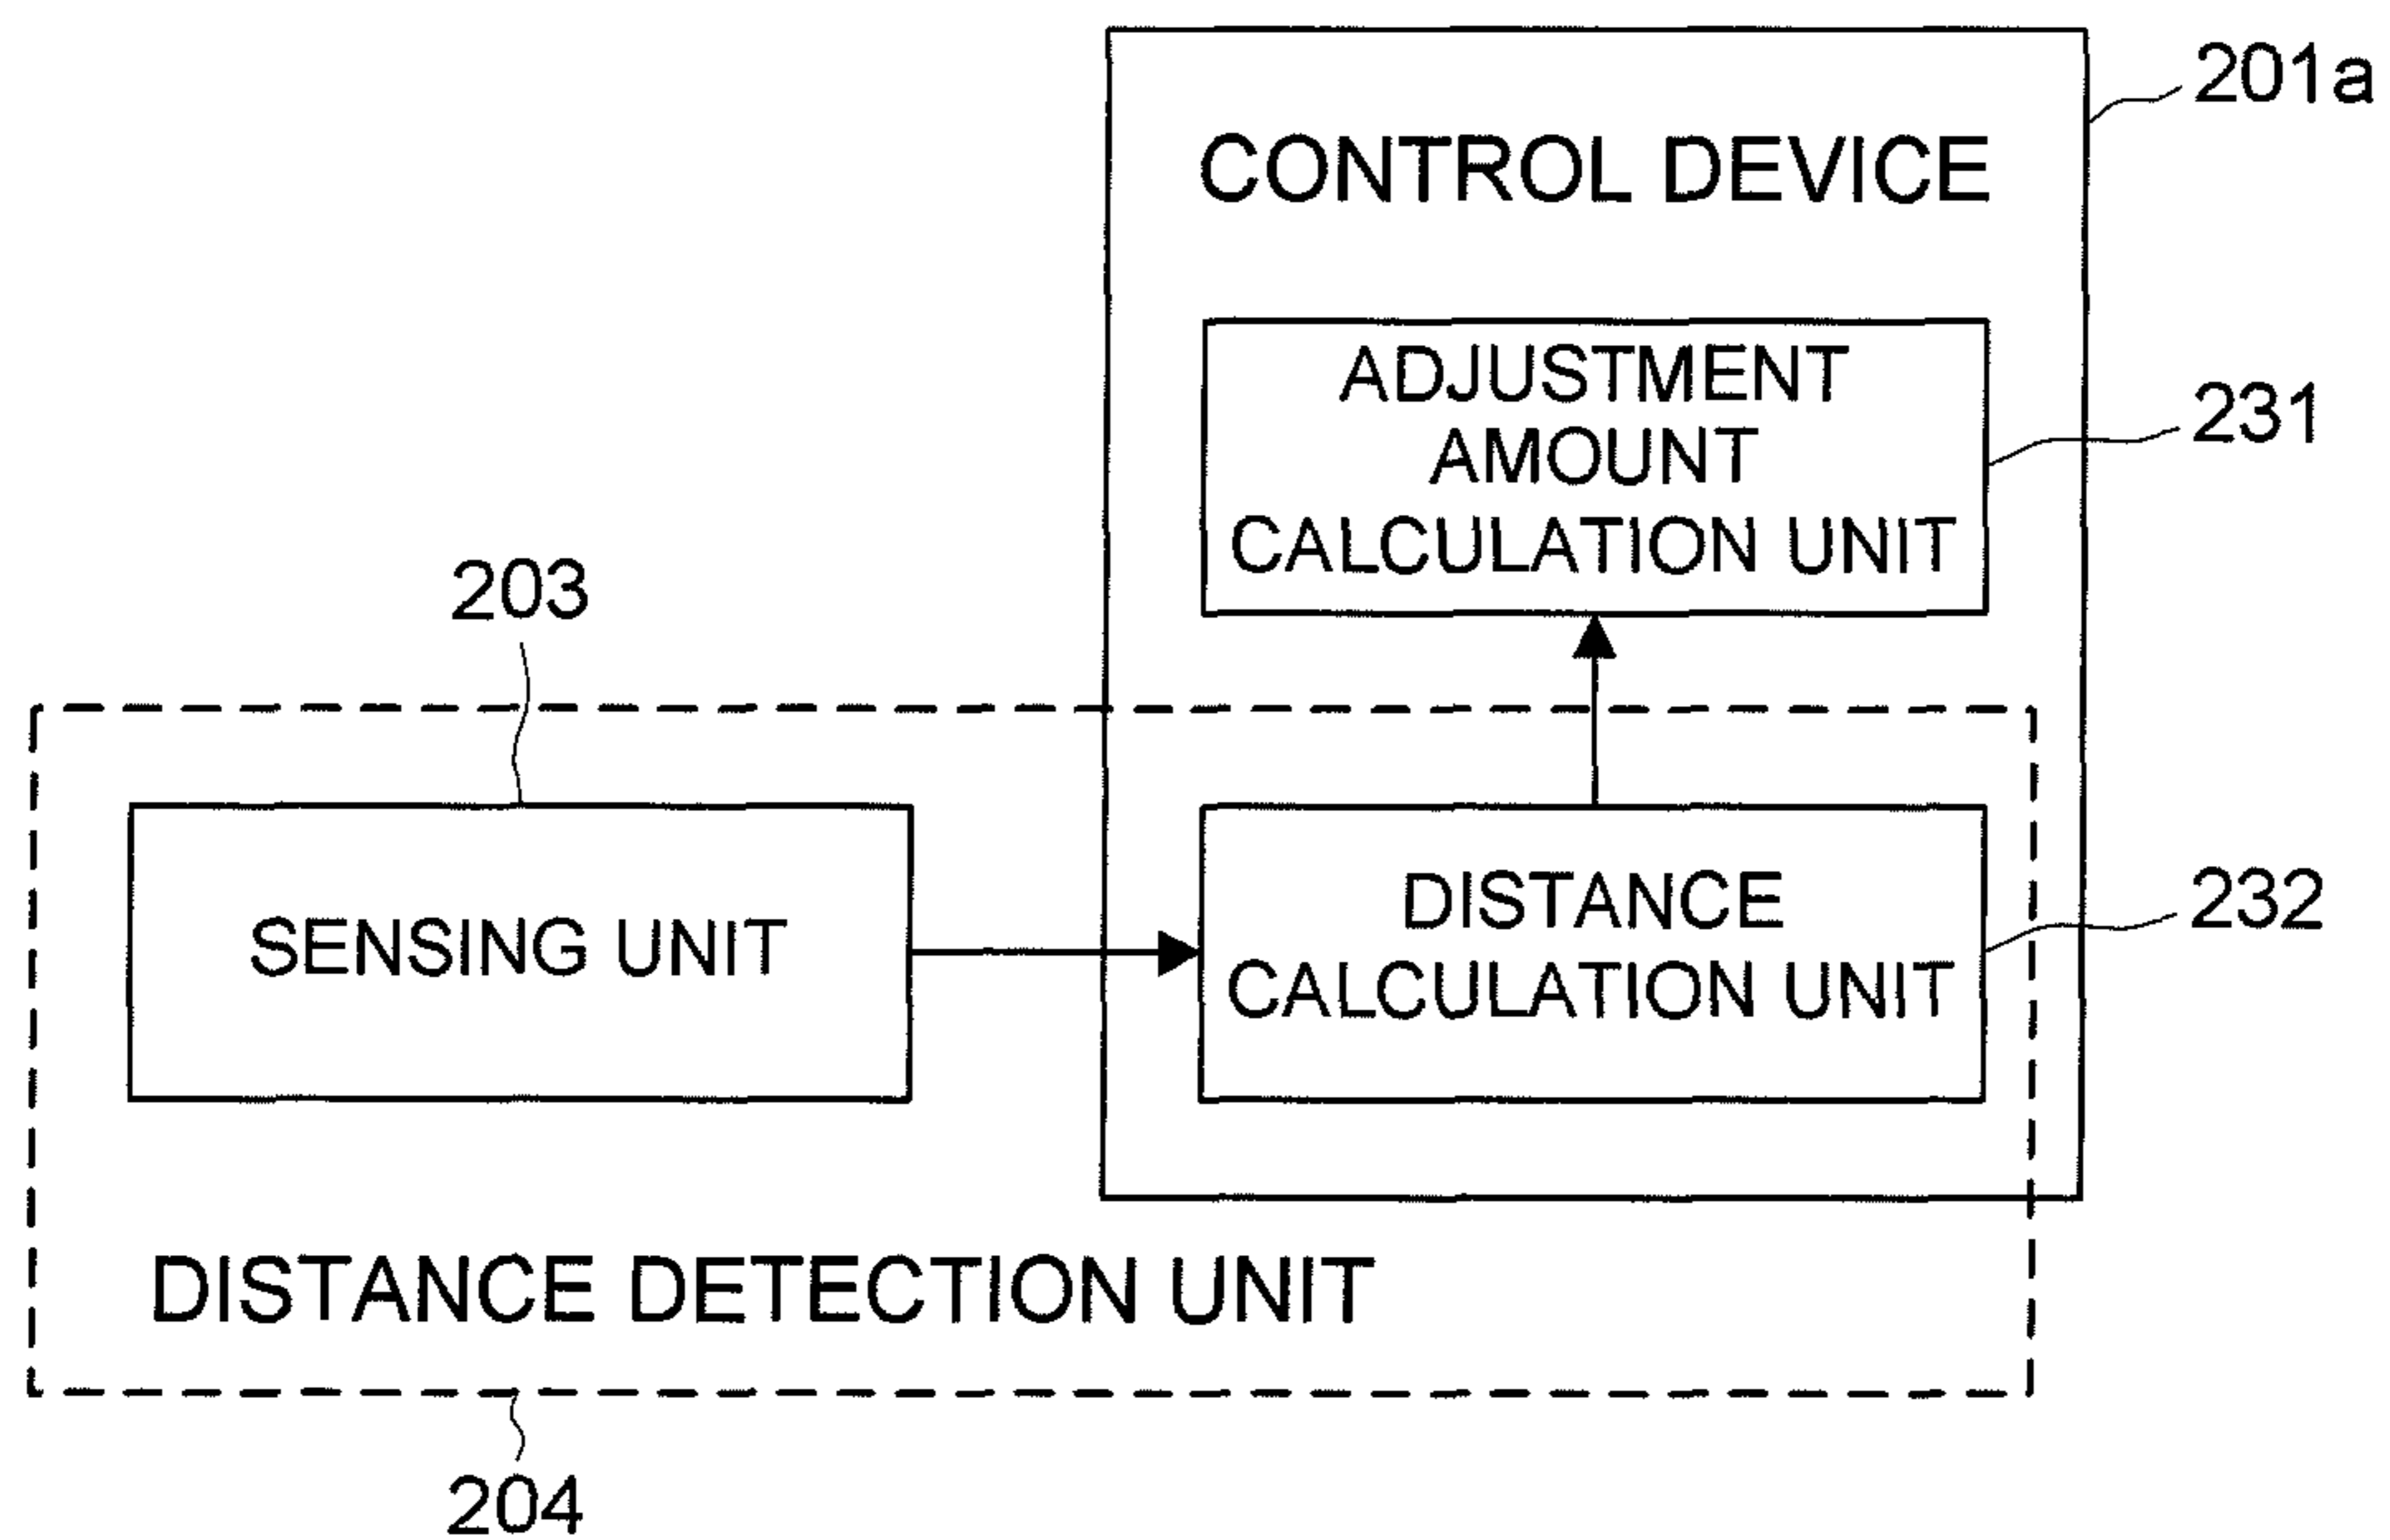 201a
CONTROL DEVICE
ADJUSTMENT
AMOUNT
CALCULATION UNIT
231
203
SENSING UNIT
DISTANCE
CALCULATION UNIT
232
DISTANCE DETECTION UNIT
204